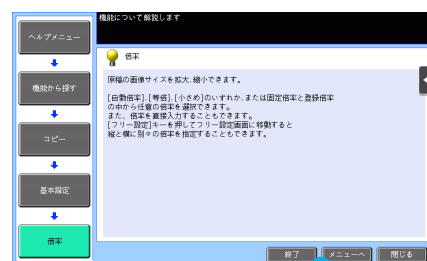 機能について解説します
ヘルプメニュー
機能から探す
コピー
基本設定
倍率
倍率
原稿の画像サイズを拡大、縮小できます。
[自動倍率]、[等倍]、[小さめ]のいずれか、または固定倍率と登録倍率
の中から任意の倍率を選択できます。
また、倍率を直接入力することもできます。
[フリー設定]キーを押してフリー設定画面に移動すると
縦と横に別々の倍率を指定することもできます。
終了
メニューへ
閉じる